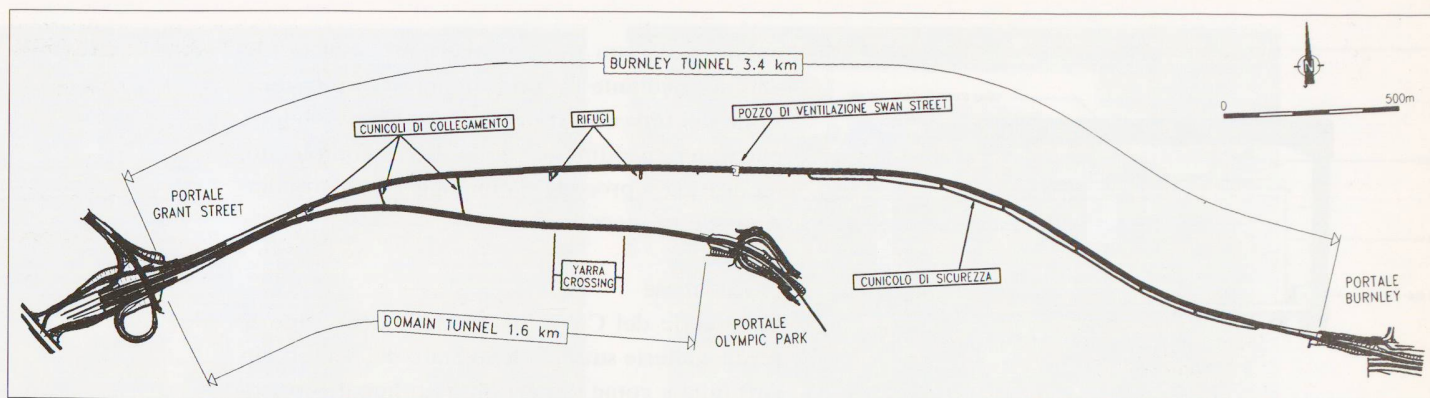 BURNLEY TUNNEL 3.4 km
N
0 500m
CUNICOLI DI COLLEGAMENTO
RIFUGI
POZZO DI VENTILAZIONE SWAN STREET
PORTALE
GRANT STREET
YARRA
CROSSING
CUNICOLO DI SICUREZZA
PORTALE
BURNLEY
DOMAIN TUNNEL 1.6 km
PORTALE
OLYMPIC PARK